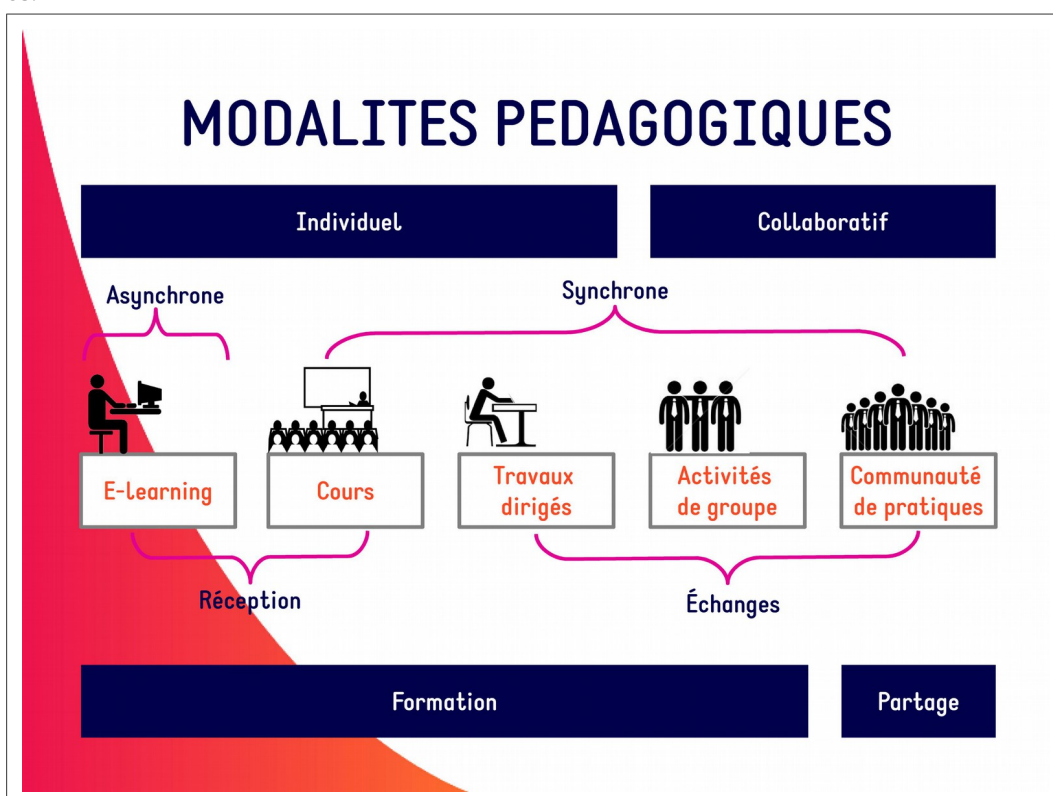 MODALITES PEDAGOGIQUES
Individuel
Collaboratif
Asynchrone
Synchrone
E-learning
Cours
Travaux
dirigés
Activités
de groupe
Communauté
de pratiques
Réception
Échanges
Formation
Partage